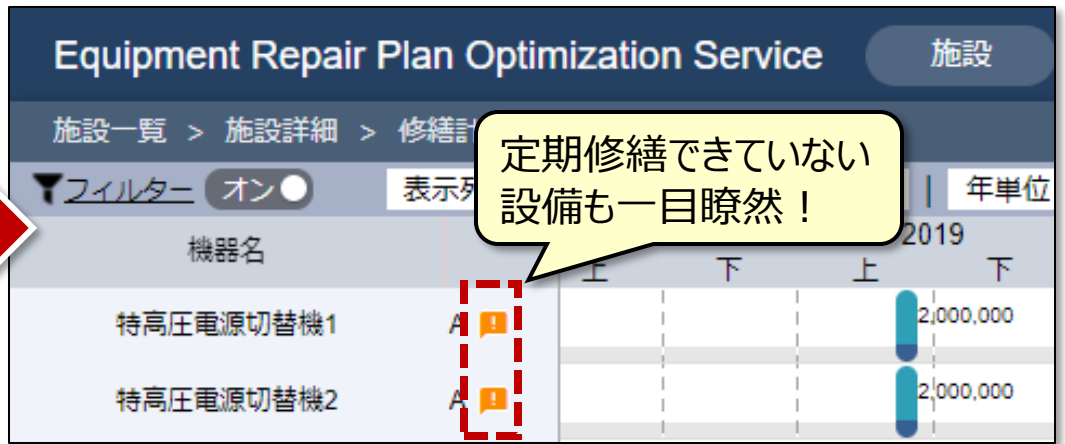 Equipment Repair Plan Optimization Service 施設
施設一覧 > 施設詳細 > 修繕計
定期修繕できていない
設備も一目瞭然！
フィルター オン 表示列 | 年単位
機器名 2019
上 下 上 下
特高圧電源切替機1 A 2,000,000
特高圧電源切替機2 A 2,000,000